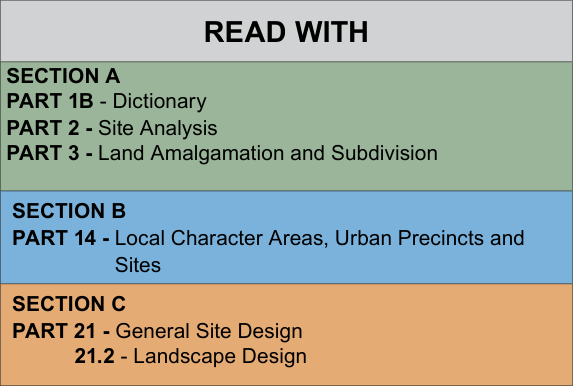 READ WITH
SECTION A
PART 1B - Dictionary
PART 2 - Site Analysis
PART 3 - Land Amalgamation and Subdivision
SECTION B
PART 14 - Local Character Areas, Urban Precincts and
Sites
SECTION C
PART 21 - General Site Design
21.2 - Landscape Design